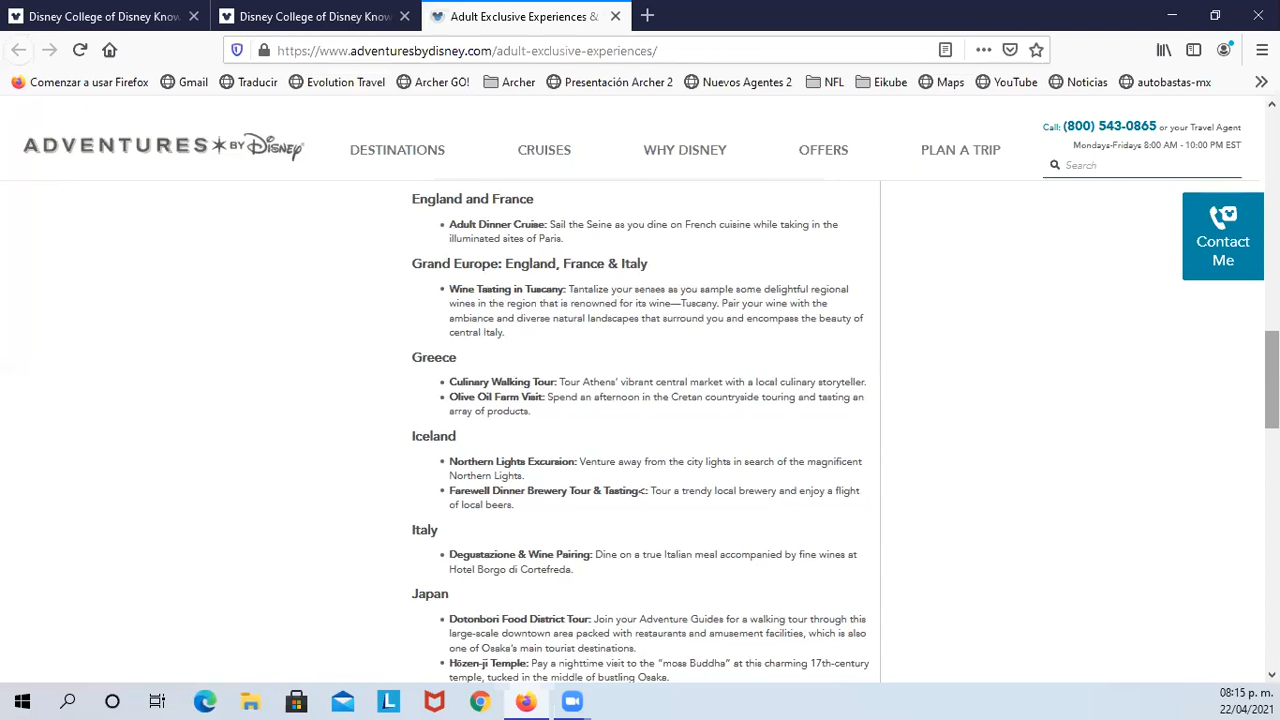 Disney College of Disney Know
Disney College of Disney Know
Adult Exclusive Experiences &
https://www.adventuresbydisney.com/adult-exclusive-experiences/
Comenzar a usar Firefox
Gmail
Traducir
Evolution Travel
Archer GO!
Archer
Presentación Archer 2
Nuevos Agentes 2
NFL
Eikube
Maps
YouTube
Noticias
autobastas-mx
ADVENTURES BY DISNEY
DESTINATIONS
CRUISES
WHY DISNEY
OFFERS
PLAN A TRIP
Call: (800) 543-0865 or your Travel Agent
Mondays-Fridays 8:00 AM - 10:00 PM EST
Search
Contact
Me
England and France
• Adult Dinner Cruise: Sail the Seine as you dine on French cuisine while taking in the
illuminated sites of Paris.
Grand Europe: England, France & Italy
• Wine Tasting in Tuscany: Tantalize your senses as you sample some delightful regional
wines in the region that is renowned for its wine—Tuscany. Pair your wine with the
ambiance and diverse natural landscapes that surround you and encompass the beauty of
central Italy.
Greece
• Culinary Walking Tour: Tour Athens' vibrant central market with a local culinary storyteller.
• Olive Oil Farm Visit: Spend an afternoon in the Cretan countryside touring and tasting an
array of products.
Iceland
• Northern Lights Excursion: Venture away from the city lights in search of the magnificent
Northern Lights.
• Farewell Dinner Brewery Tour & Tasting<: Tour a trendy local brewery and enjoy a flight
of local beers.
Italy
• Degustazione & Wine Pairing: Dine on a true Italian meal accompanied by fine wines at
Hotel Borgo di Cortefreda.
Japan
• Dotonbori Food District Tour: Join your Adventure Guides for a walking tour through this
large-scale downtown area packed with restaurants and amusement facilities, which is also
one of Osaka's main tourist destinations.
• Hōzen-ji Temple: Pay a nighttime visit to the "moss Buddha" at this charming 17th-century
temple, tucked in the middle of bustling Osaka.
08:15 p. m.
22/04/2021